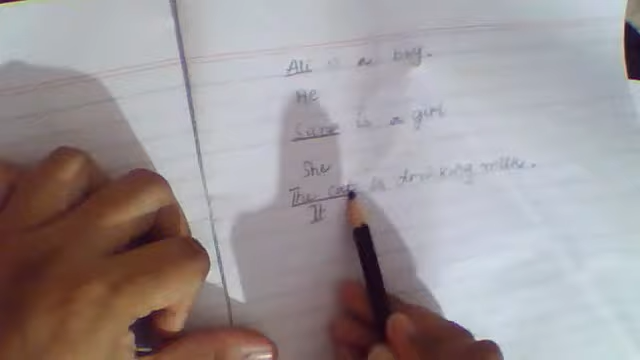 Ali is a boy.
He
Sara is a girl
She
The cat is drinking milk.
It